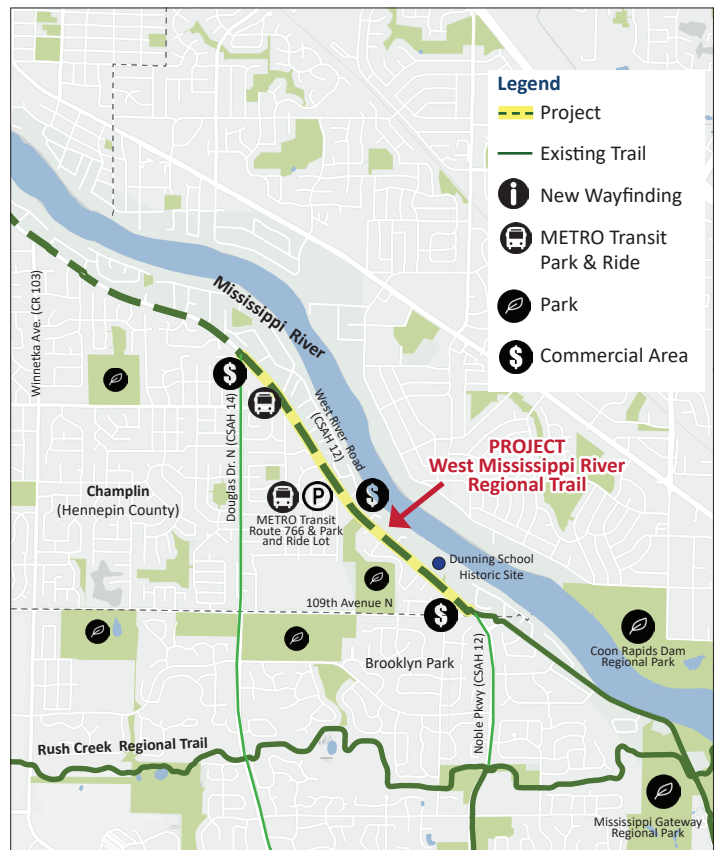 Legend
Project
Existing Trail
New Wayfinding
METRO Transit
Park & Ride
Park
$
Commercial Area
Mississippi River
Winnetka Ave. (CR 103)
$
West River Road
(CSAH 12)
Douglas Dr. N (CSAH 14)
PROJECT
West Mississippi River
Regional Trail
Champlin
(Hennepin County)
P
$
METRO Transit
Route 766 & Park
and Ride Lot
Dunning School
Historic Site
109th Avenue N
$
Coon Rapids Dam
Regional Park
Brooklyn Park
Noble Pkwy (CSAH 12)
Rush Creek Regional Trail
Mississippi Gateway
Regional Park